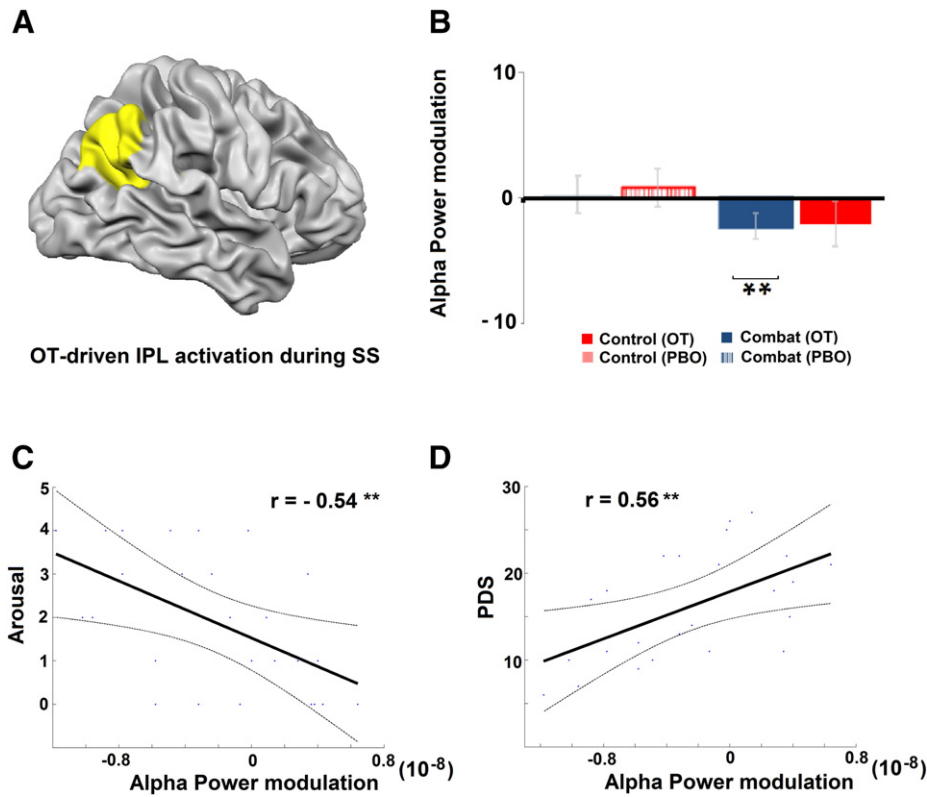 A
OT-driven IPL activation during SS
B
Alpha Power modulation
10
0
- 10
**
Control (OT) Combat (OT)
Control (PBO) Combat (PBO)
C
Arousal
5
4
3
2
1
0
r = - 0.54 **
-0.8 0 0.8 (10-8)
Alpha Power modulation
D
PDS
30
20
10
r = 0.56 **
-0.8 0 0.8 (10-8)
Alpha Power modulation